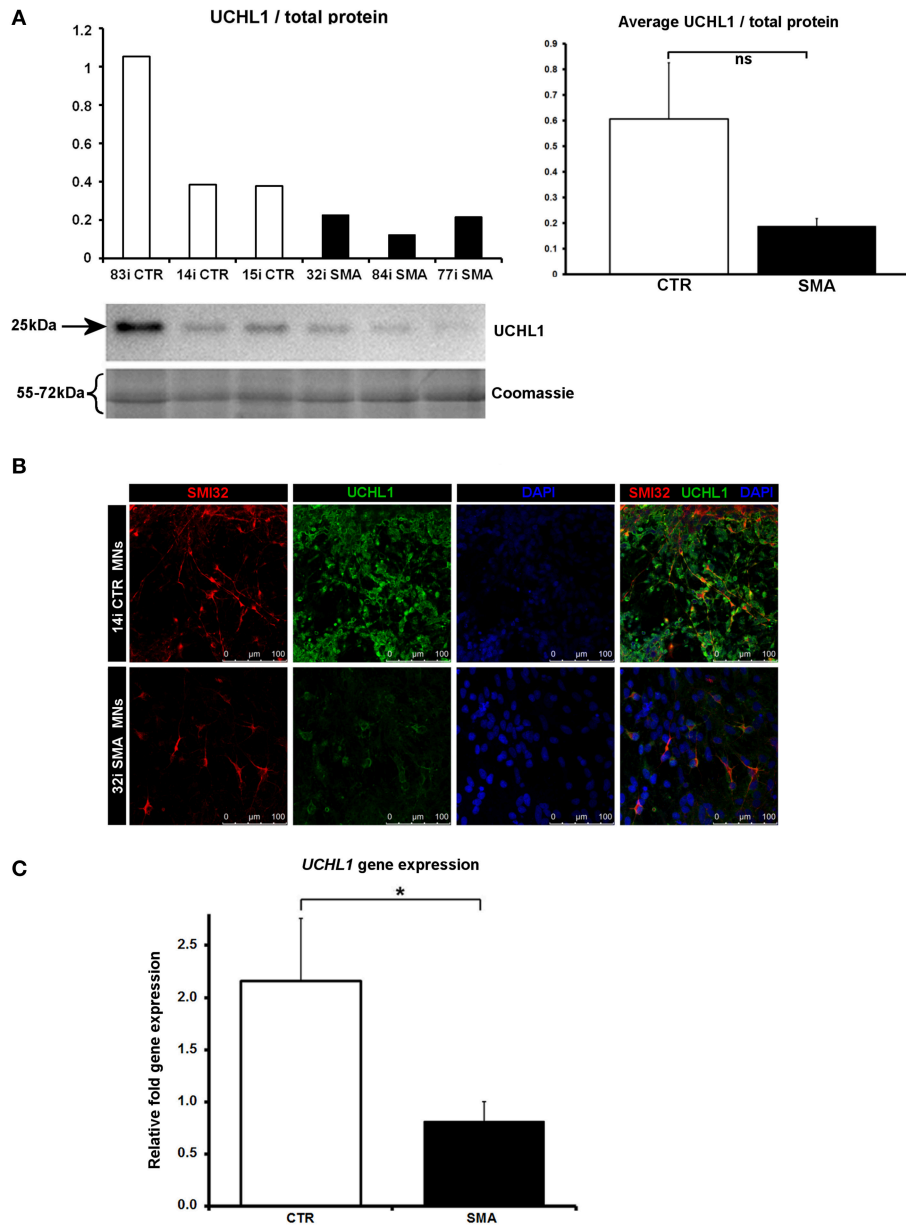 A
UCHL1 / total protein
1.2
1
0.8
0.6
0.4
0.2
0
83i CTR 14i CTR 15i CTR 32i SMA 84i SMA 77i SMA
25kDa
UCHL1
55-72kDa
Coomassie
Average UCHL1 / total protein
0.9
0.8
0.7
0.6
0.5
0.4
0.3
0.2
0.1
0
ns
CTR SMA
B
SMI32 UCHL1 DAPI SMI32 UCHL1 DAPI
14i CTR MNs
0 µm 100
0 µm 100
0 µm 100
0 µm 100
32i SMA MNs
0 µm 100
0 µm 100
0 µm 100
0 µm 100
C
UCHL1 gene expression
*
Relative fold gene expression
2.5
2.0
1.5
1.0
0.5
0.0
CTR SMA